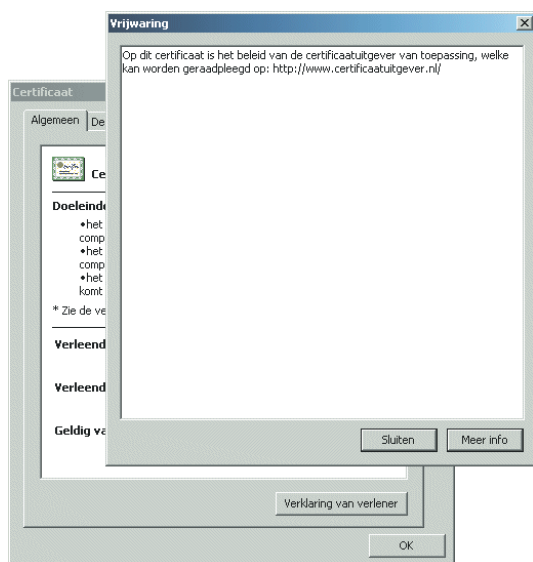 Vrijwaring
Op dit certificaat is het beleid van de certificaatuitgever van toepassing, welke
kan worden geraadpleegd op: http://www.certificaatuitgever.nl/
Sluiten
Meer info
Certificaat
Algemeen
De
Ce
Doeleinde
•het
comp
•het
comp
•het
komt
* Zie de ve
Verleend
Verleend
Geldig va
Verklaring van verlener
OK